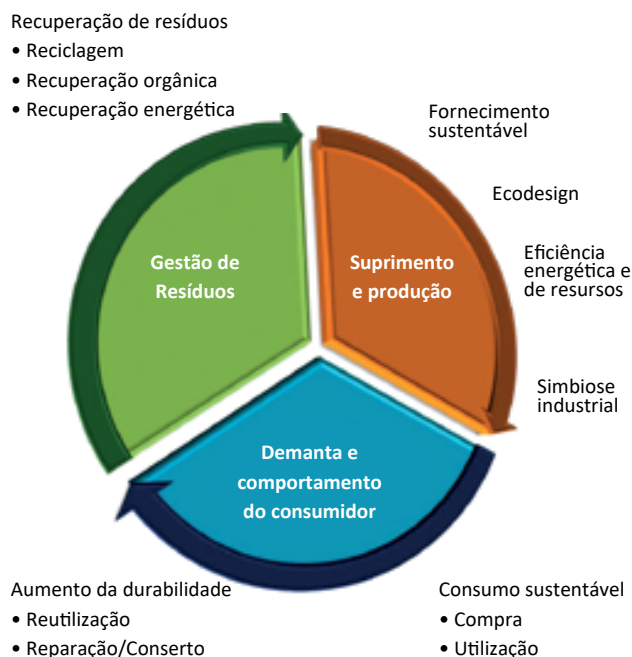 Recuperação de resíduos
• Reciclagem
• Recuperação orgânica
• Recuperação energética
Fornecimento
sustentável
Ecodesign
Eficiência
energética e
de resursos
Simbiose
industrial
Gestão de
Resíduos
Suprimento
e produção
Demanta e
comportamento
do consumidor
Aumento da durabilidade
• Reutilização
• Reparação/Conserto
Consumo sustentável
• Compra
• Utilização